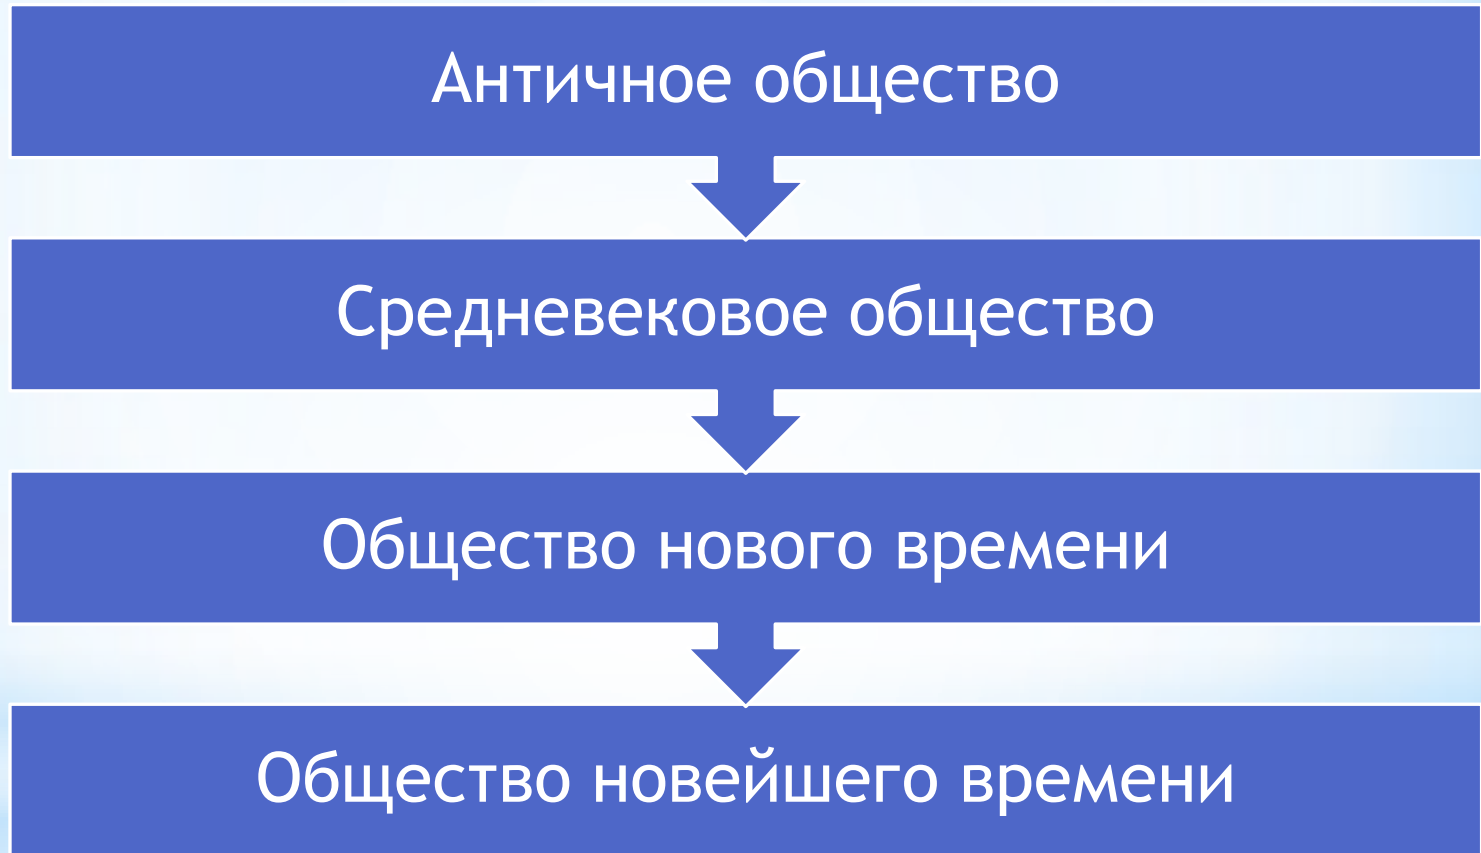 Античное общество
Средневековое общество
Общество нового времени
Общество новейшего времени